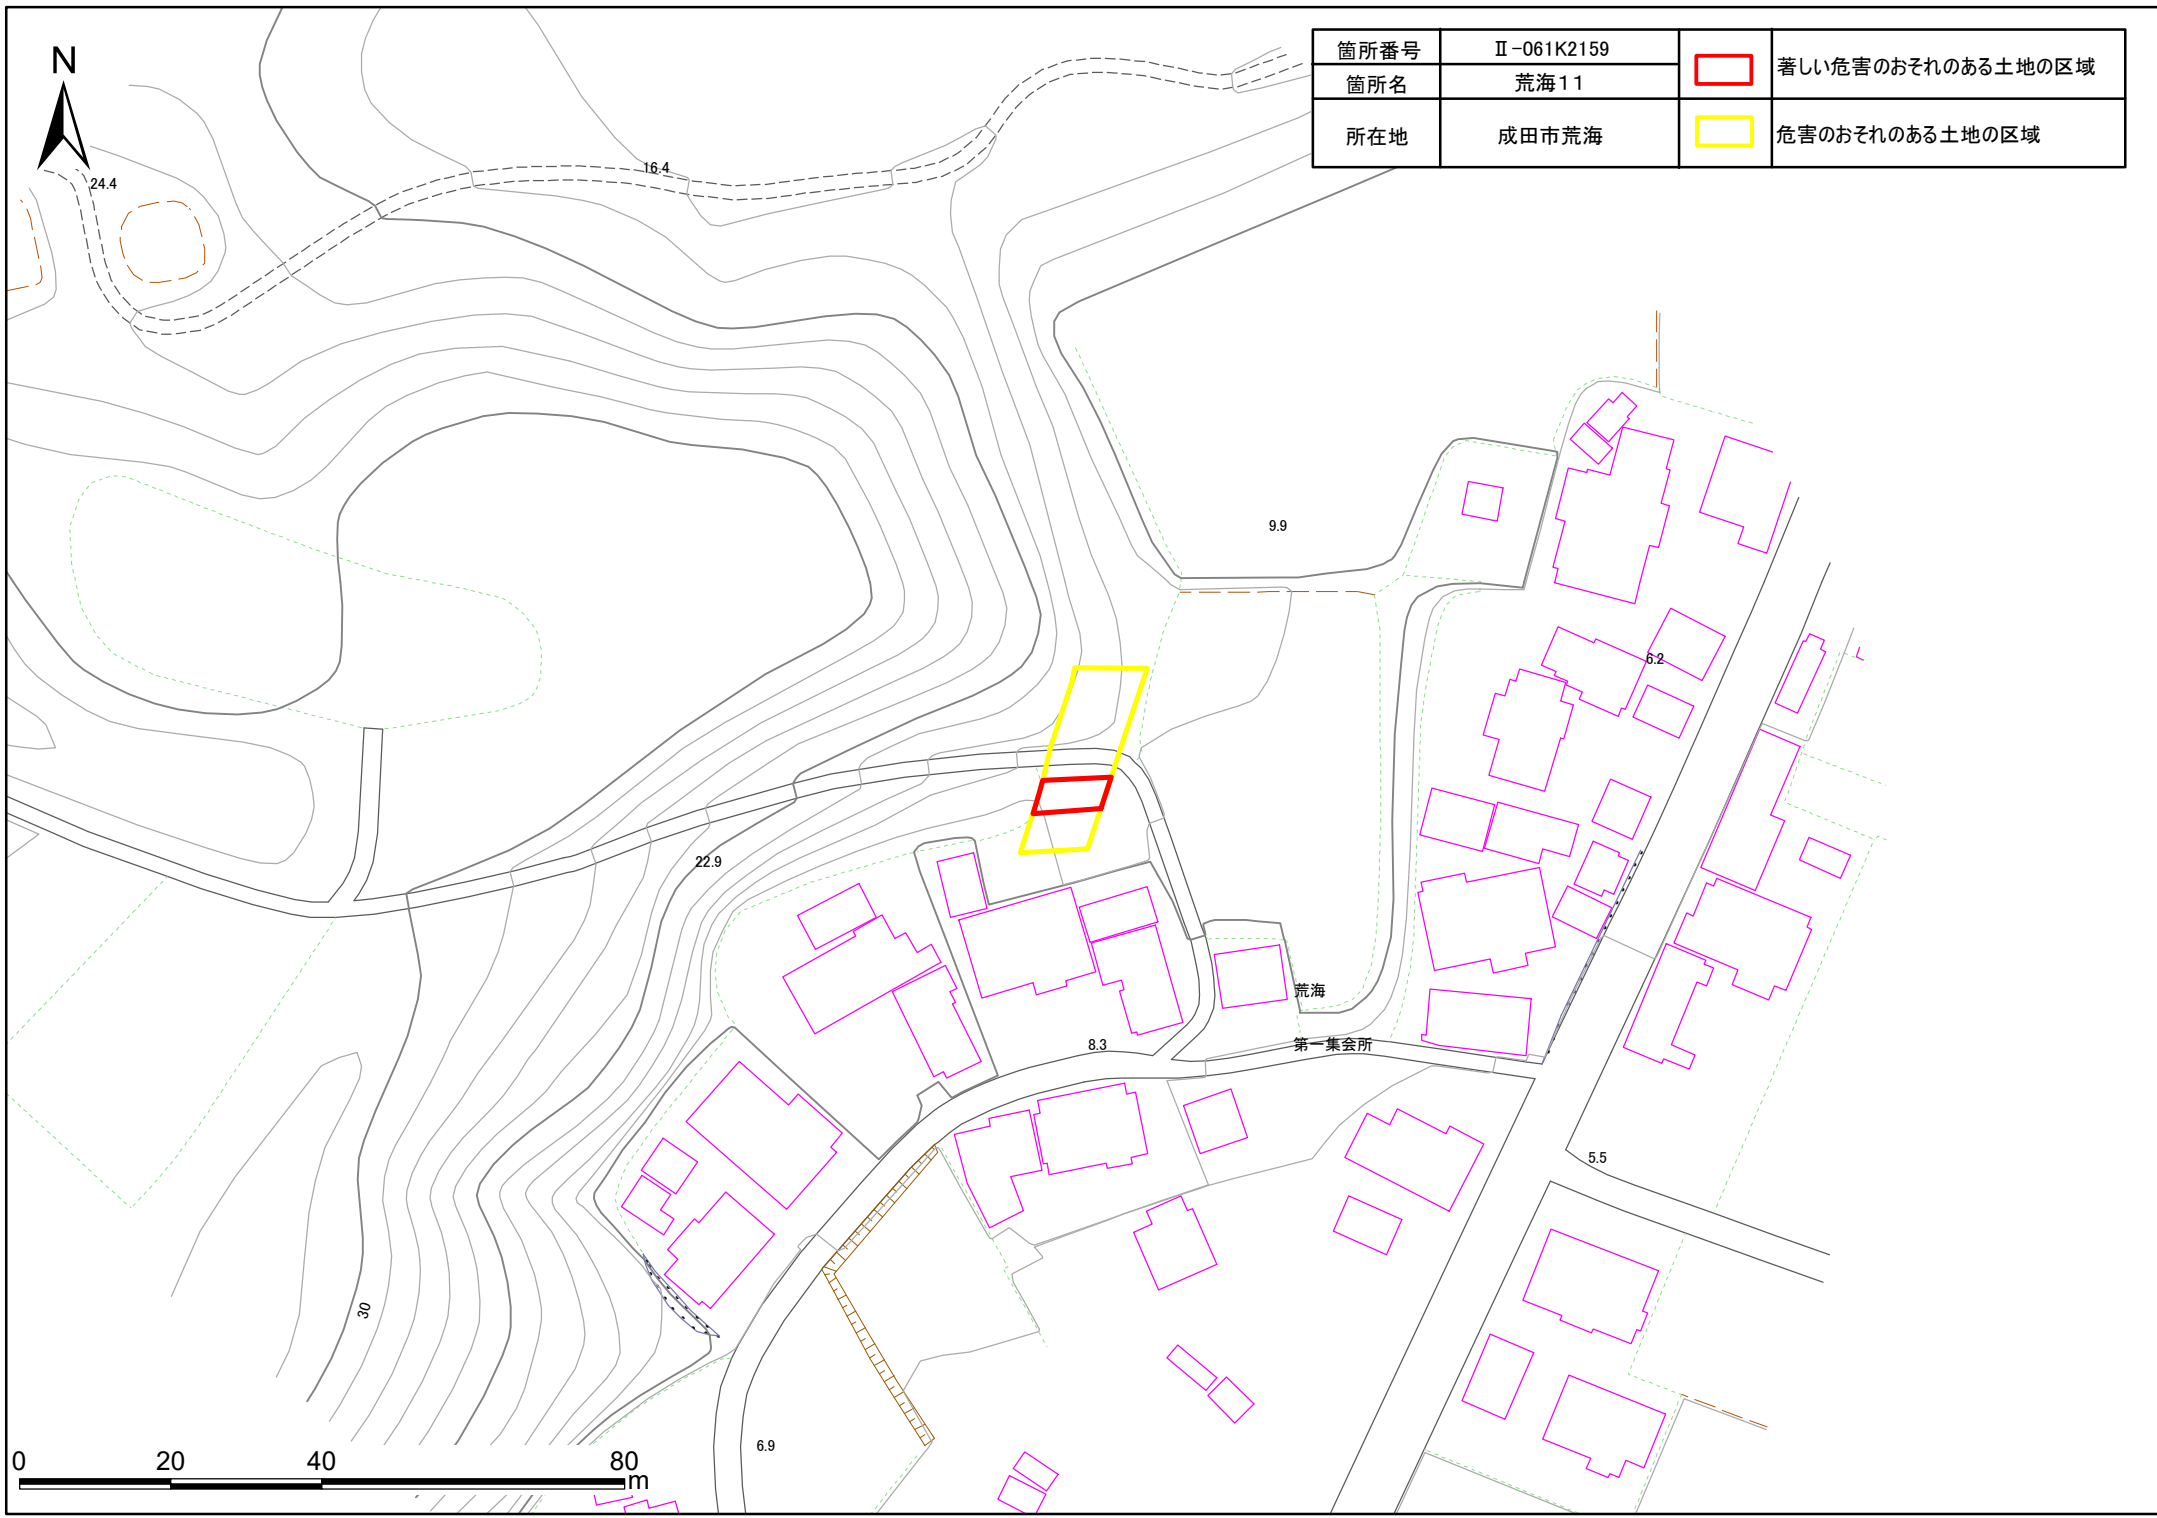 箇所番号 Ⅱ-061K2159
著しい危害のおそれのある土地の区域
箇所名 荒海11
所在地 成田市荒海
危害のおそれのある土地の区域
N
24.4
16.4
9.9
6.2
22.9
荒海
8.3
第一集会所
5.5
30
6.9
0 20 40 80
m